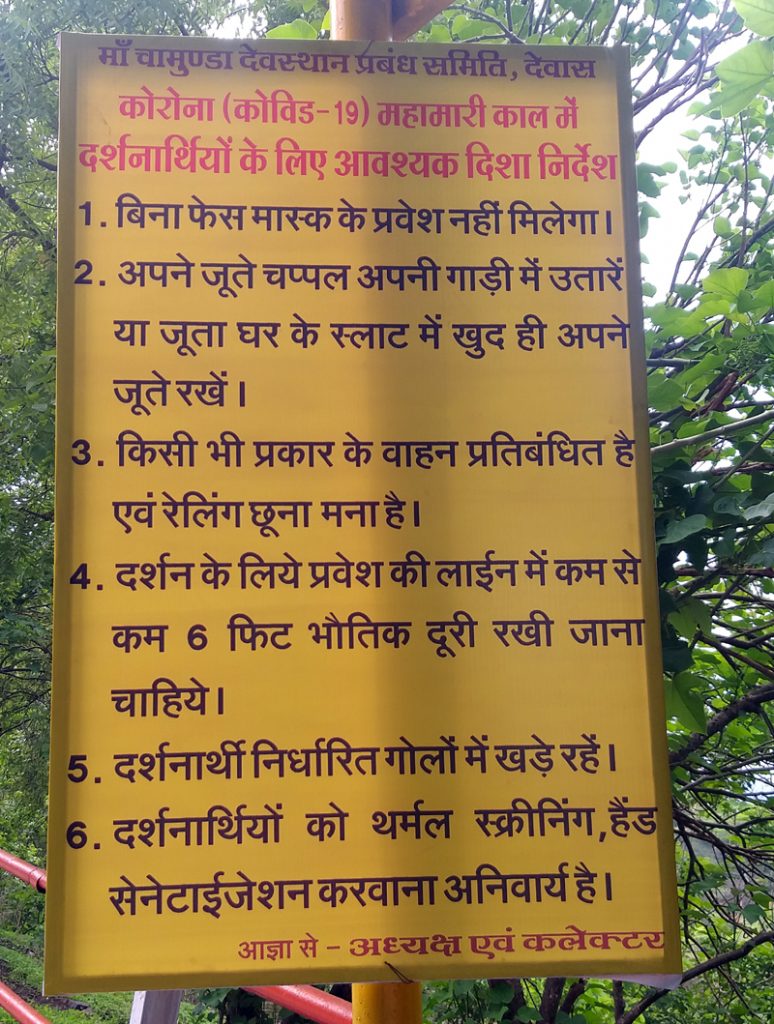 माँ चामुण्डा देवस्थान प्रबंध समिति, देवास
कोरोना (कोविड-19) महामारी काल में
दर्शनार्थियों के लिए आवश्यक दिशा निर्देश
1. बिना फेस मास्क के प्रवेश नहीं मिलेगा।
2. अपने जूते चप्पल अपनी गाड़ी में उतारें
या जूता घर के स्लाट में खुद ही अपने
जूते रखें।
3. किसी भी प्रकार के वाहन प्रतिबंधित है
एवं रेलिंग छूना मना है।
4. दर्शन के लिये प्रवेश की लाईन में कम से
कम 6 फिट भौतिक दूरी रखी जाना
चाहिये।
5. दर्शनार्थी निर्धारित गोलों में खड़े रहें।
6. दर्शनार्थियों को थर्मल स्क्रीनिंग,हैंड
सेनेटाईजेशन करवाना अनिवार्य है।
आज्ञा से - अध्यक्ष एवं कलेक्टर